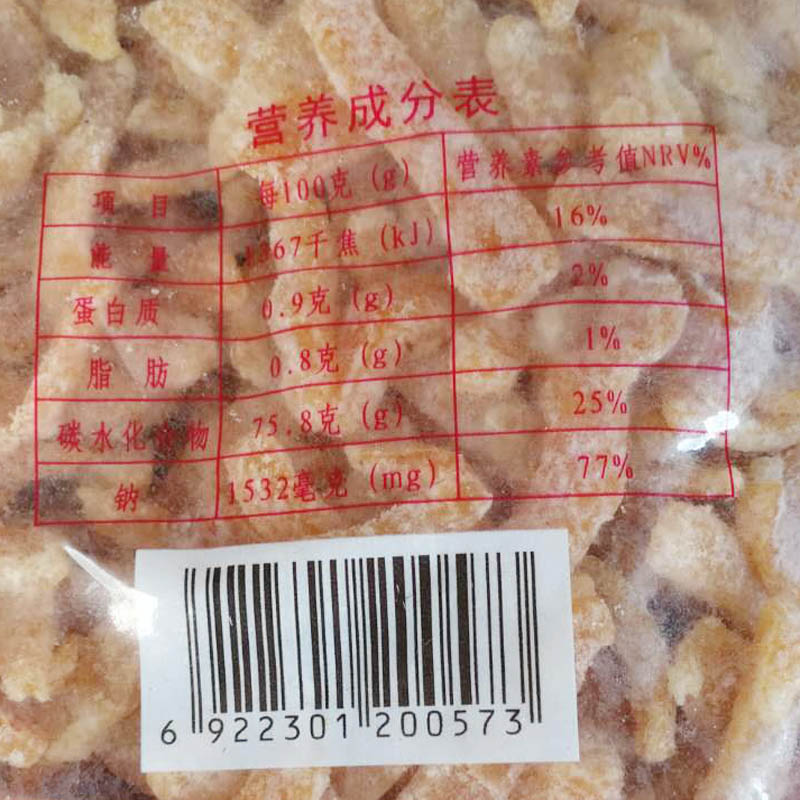 营养成分表
项 目 每100克 (g) 营养素参考值NRV%
能 量 1367千焦 (kJ) 16%
蛋白质 0.9克 (g) 2%
脂 肪 0.8克 (g) 1%
碳水化合物 75.8克 (g) 25%
钠 1532毫克 (mg) 77%
6 922301 200573